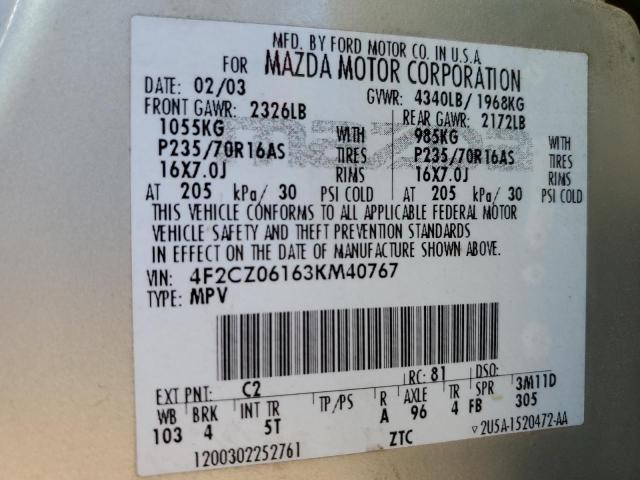 MFD. BY FORD MOTOR CO. IN U.S.A.
FOR MAZDA MOTOR CORPORATION
DATE: 02/03 GVWR: 4340LB/ 1968KG
FRONT GAWR: 2326LB REAR GAWR: 2172LB
1055KG WITH 985KG WITH
P235/70R16AS TIRES P235/70R16AS TIRES
16X7.0J RIMS 16X7.0J RIMS
AT 205 kPa/ 30 PSI COLD AT 205 kPa/ 30 PSI COLD
THIS VEHICLE CONFORMS TO ALL APPLICABLE FEDERAL MOTOR
VEHICLE SAFETY AND THEFT PREVENTION STANDARDS
IN EFFECT ON THE DATE OF MANUFACTURE SHOWN ABOVE.
VIN: 4F2CZ06163KM40767
TYPE: MPV
EXT PNT: C2 RC: 81 DSO:
WB BRK INT TR TP/PS R AXLE TR SPR 3M11D
103 4 5T A 96 4 FB 305
1200302252761 ZTC ▽2U5A-1520472-AA